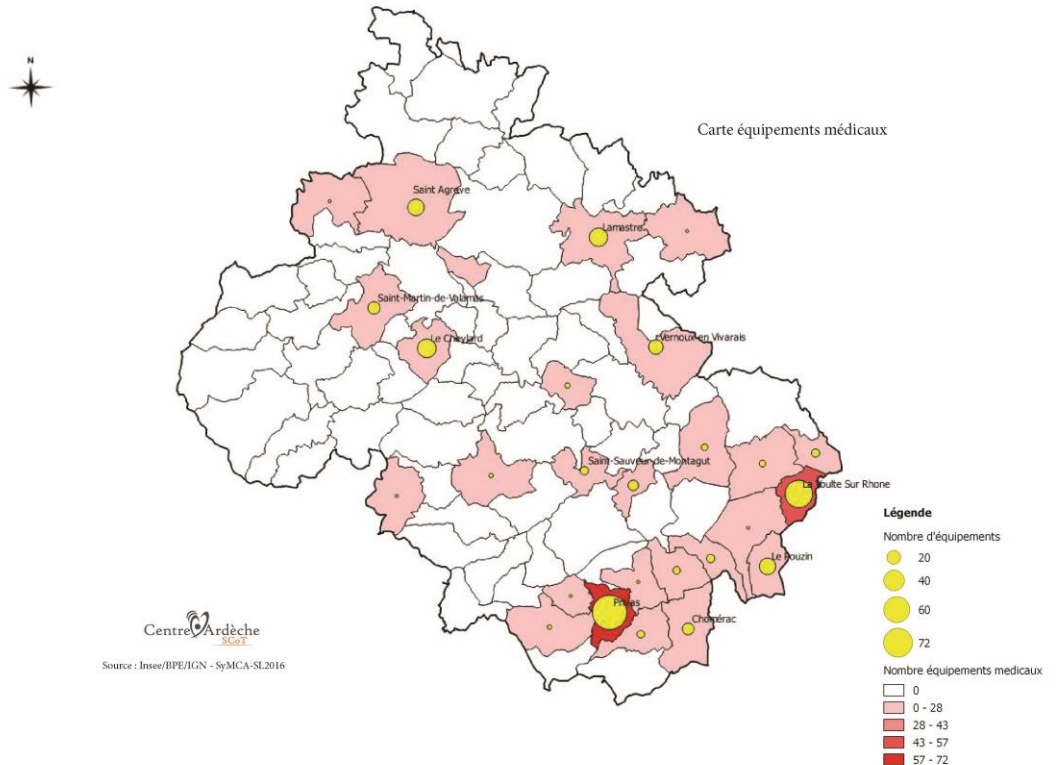 N
Carte équipements médicaux
Saint Agrève
Lamastre
Saint-Martin-de-Valamas
Le Cheylard
Vernoux-en Vivarais
Saint-Sauveur-de-Montagut
La Voulte Sur Rhone
Le Pouzin
Privas
Chomérac
Légende
Nombre d'équipements
20
40
60
72
Nombre équipements medicaux
0
0 - 28
28 - 43
43 - 57
57 - 72
Centre Ardèche
SCoT
Source : Insee/BPE/IGN - SyMCA-SL2016